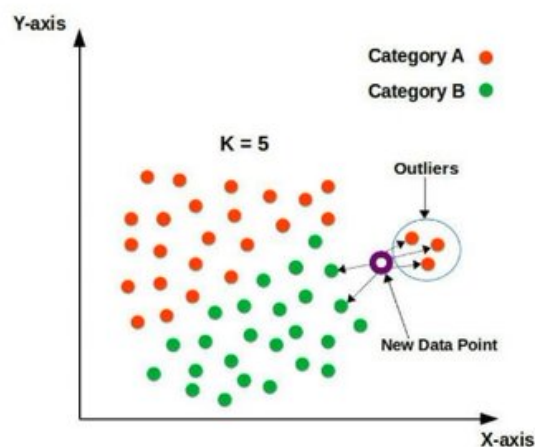 Y-axis
Category A
Category B
K = 5
Outliers
New Data Point
X-axis